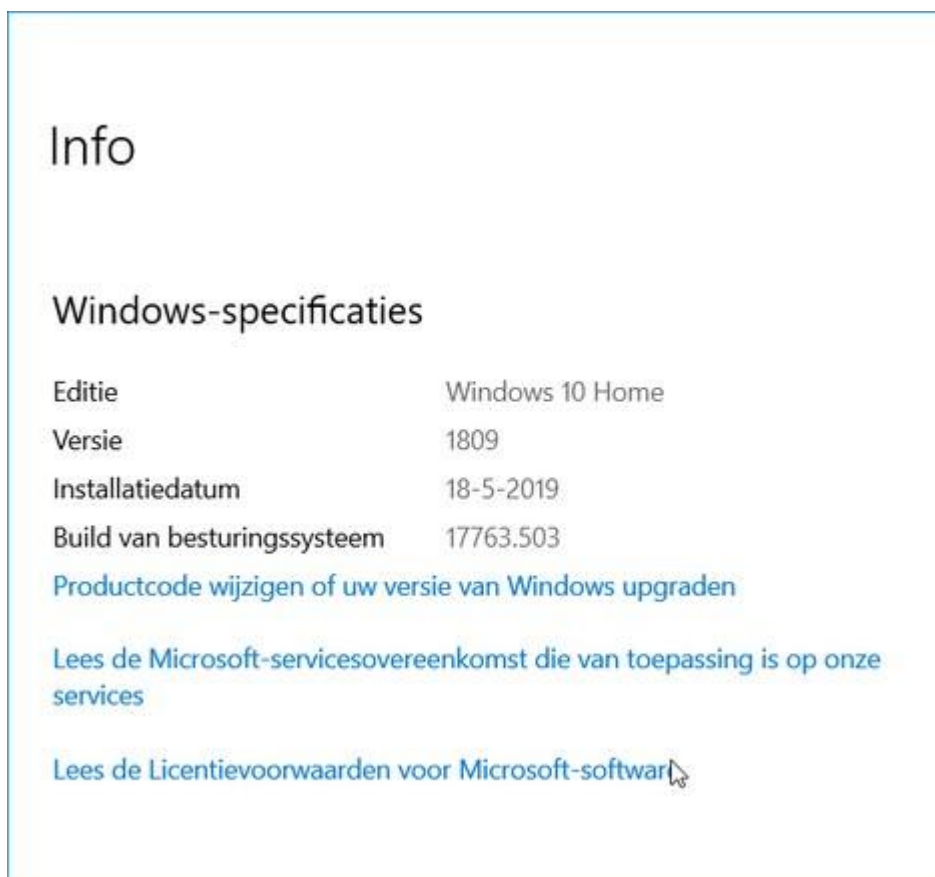 Info
Windows-specificaties
Editie Windows 10 Home
Versie 1809
Installatiedatum 18-5-2019
Build van besturingssysteem 17763.503
Productcode wijzigen of uw versie van Windows upgraden
Lees de Microsoft-servicesovereenkomst die van toepassing is op onze
services
Lees de Licentievoorwaarden voor Microsoft-software